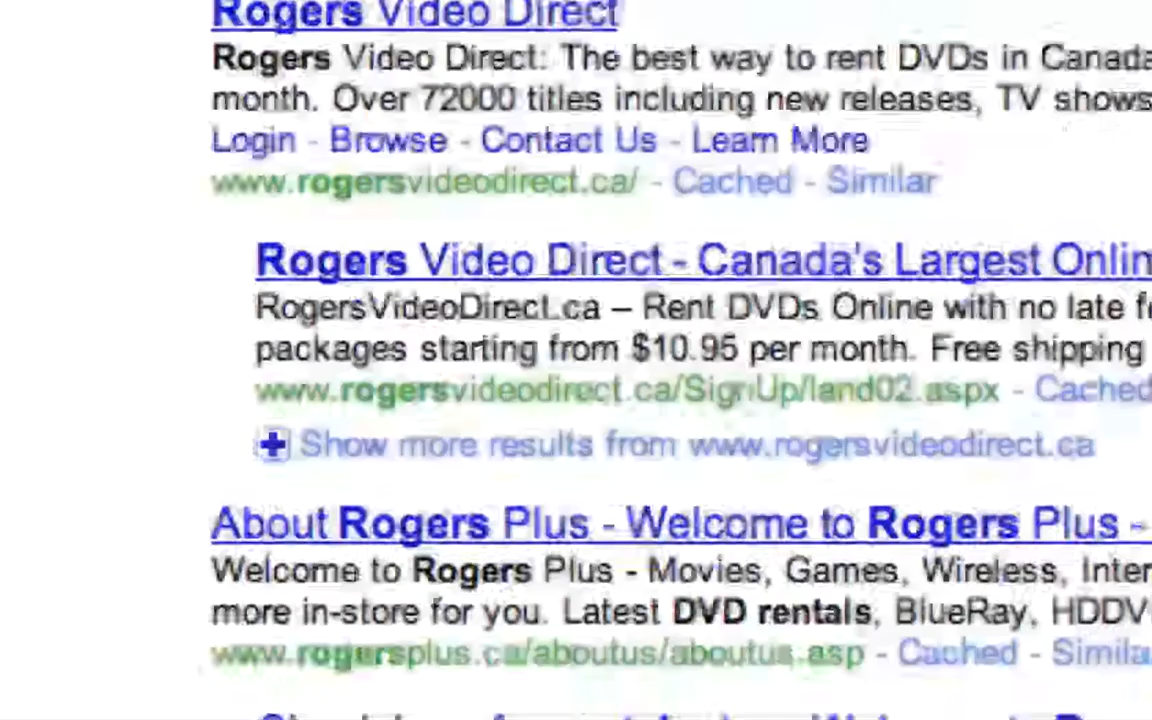 Rogers Video Direct
Rogers Video Direct: The best way to rent DVDs in Canada
month. Over 72000 titles including new releases, TV shows
Login - Browse - Contact Us - Learn More
www.rogersvideodirect.ca/ - Cached - Similar
Rogers Video Direct - Canada's Largest Onlin
RogersVideoDirect.ca – Rent DVDs Online with no late f
packages starting from $10.95 per month. Free shipping
www.rogersvideodirect.ca/SignUp/land02.aspx - Cached
Show more results from www.rogersvideodirect.ca
About Rogers Plus - Welcome to Rogers Plus -
Welcome to Rogers Plus - Movies, Games, Wireless, Inter
more in-store for you. Latest DVD rentals, BlueRay, HDDV
www.rogersplus.ca/aboutus/aboutus.asp - Cached - Simila